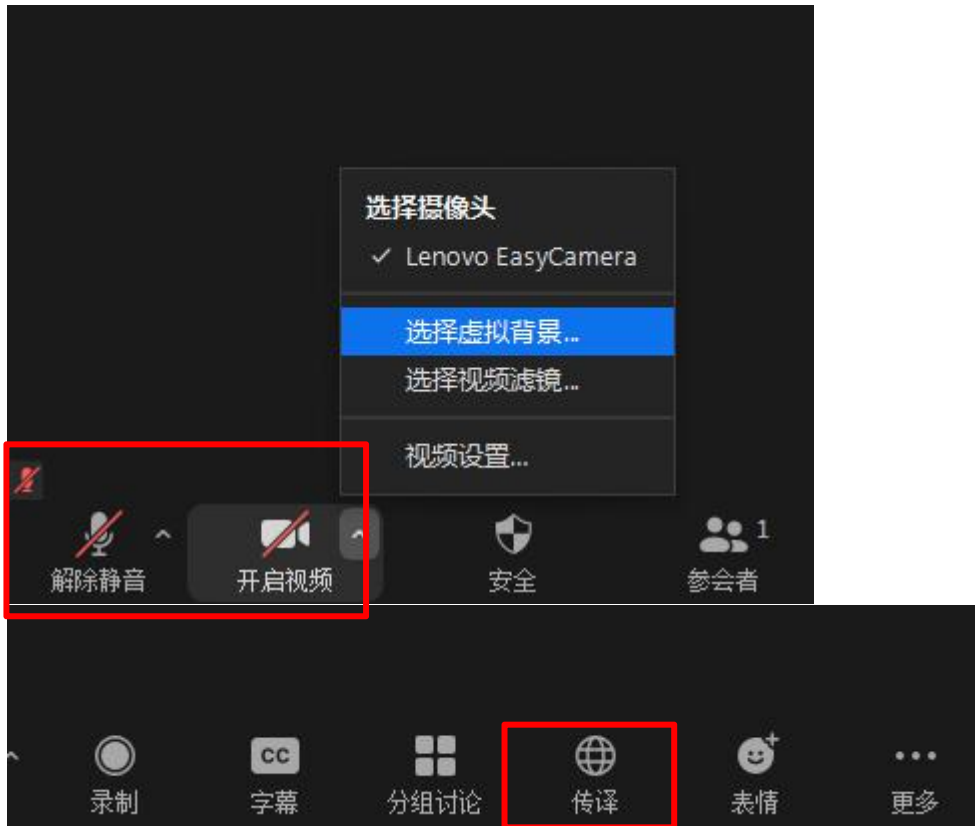 选择摄像头
✓ Lenovo EasyCamera
选择虚拟背景...
选择视频滤镜...
视频设置...
解除静音 开启视频 安全 参会者 1
CC
录制 字幕 分组讨论 传译 表情 更多